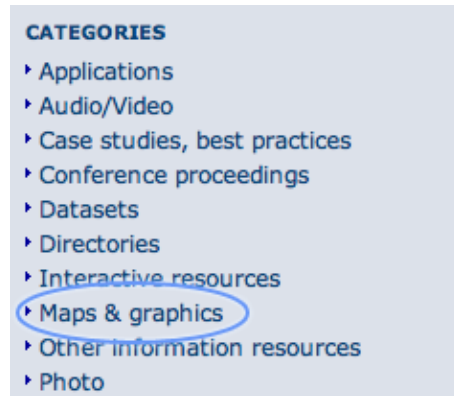 CATEGORIES
Applications
Audio/Video
Case studies, best practices
Conference proceedings
Datasets
Directories
Interactive resources
Maps & graphics
Other information resources
Photo